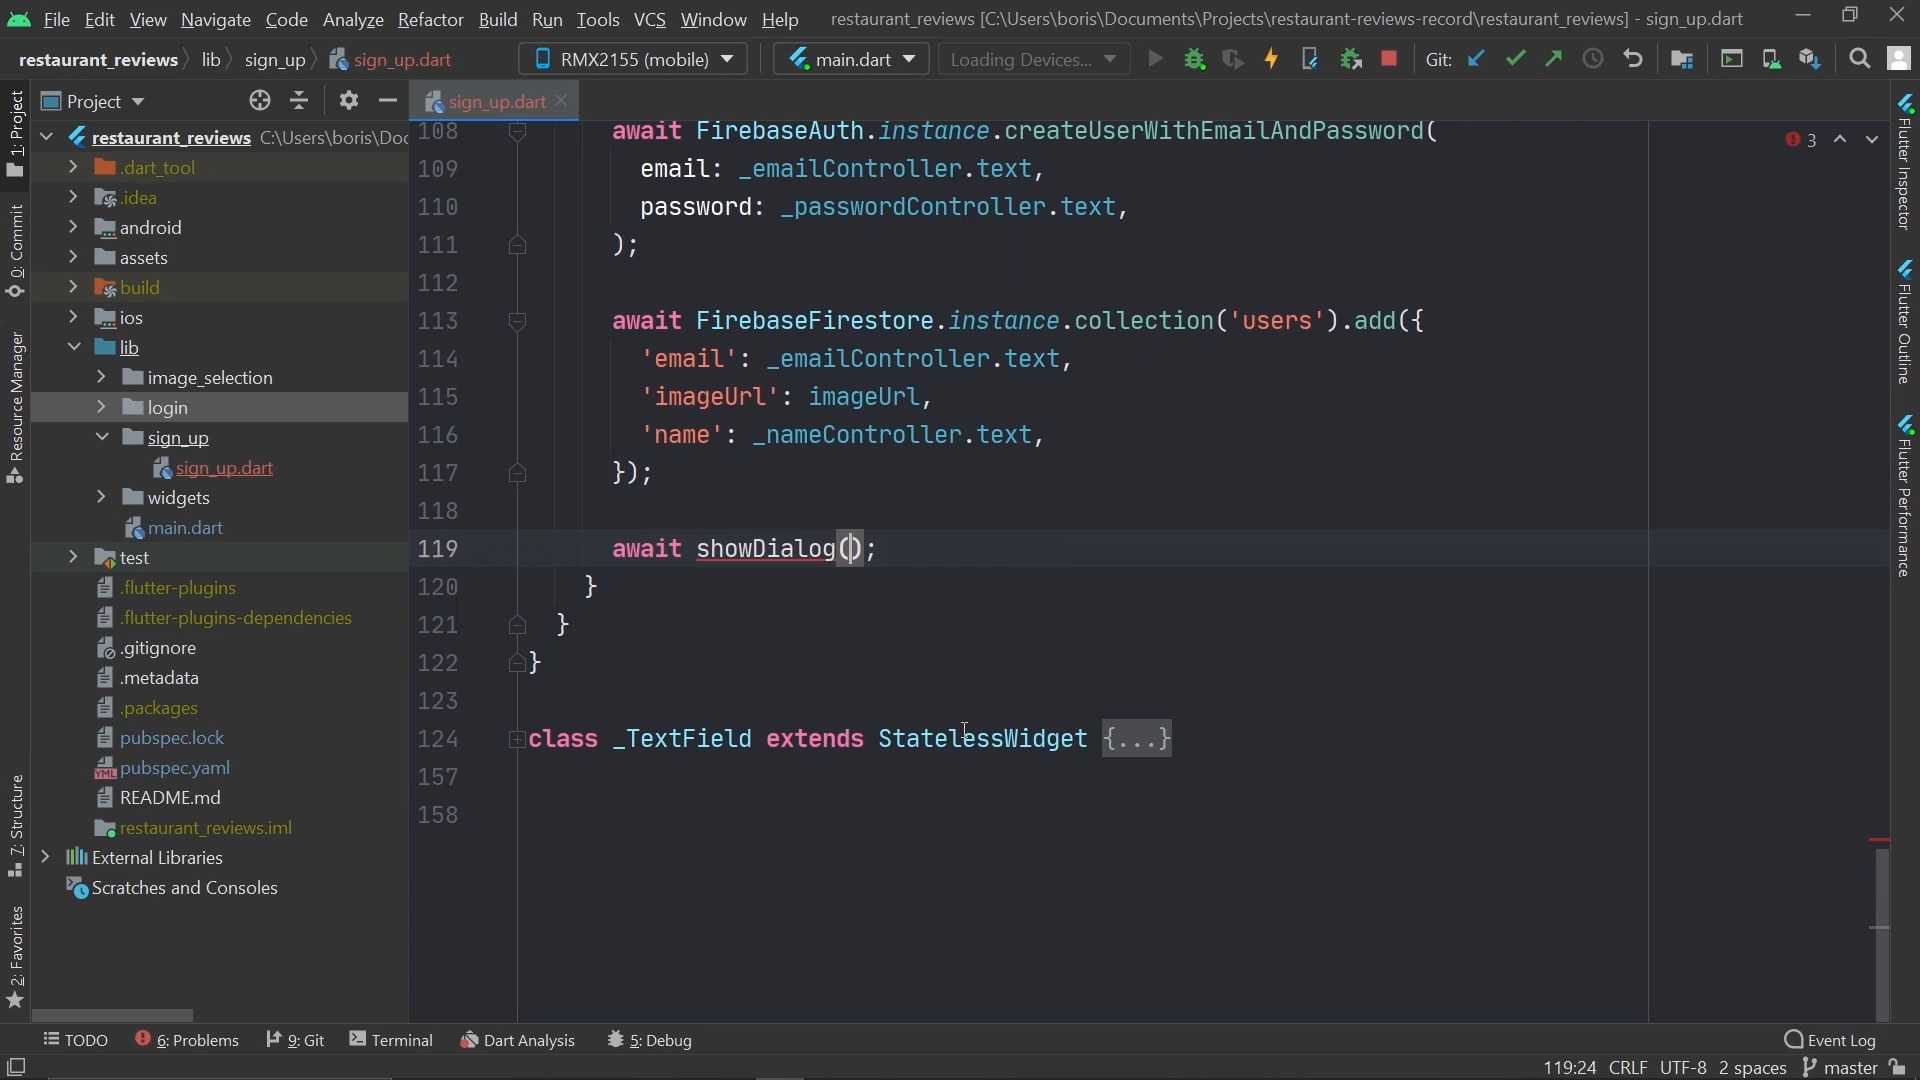 File Edit View Navigate Code Analyze Refactor Build Run Tools VCS Window Help restaurant_reviews [C:\Users\boris\Documents\Projects\restaurant-reviews-record\restaurant_reviews] - sign_up.dart
restaurant_reviews lib sign_up sign_up.dart RMX2155 (mobile) main.dart Loading Devices... Git:
1: Project
0: Commit
Resource Manager
7: Structure
2: Favorites
Project
restaurant_reviews C:\Users\boris\Doc
.dart_tool
.idea
android
assets
build
ios
lib
image_selection
login
sign_up
sign_up.dart
widgets
main.dart
test
.flutter-plugins
.flutter-plugins-dependencies
.gitignore
.metadata
.packages
pubspec.lock
pubspec.yaml
README.md
restaurant_reviews.iml
External Libraries
Scratches and Consoles
sign_up.dart
3
108 await FirebaseAuth.instance.createUserWithEmailAndPassword(
109 email: _emailController.text,
110 password: _passwordController.text,
111 );
112
113 await FirebaseFirestore.instance.collection('users').add({
114 'email': _emailController.text,
115 'imageUrl': imageUrl,
116 'name': _nameController.text,
117 });
118
119 await showDialog();
120 }
121 }
122 }
123
124 class _TextField extends StatelessWidget {...}
157
158
Flutter Inspector
Flutter Outline
Flutter Performance
TODO 6: Problems 9: Git Terminal Dart Analysis 5: Debug Event Log
119:24 CRLF UTF-8 2 spaces master